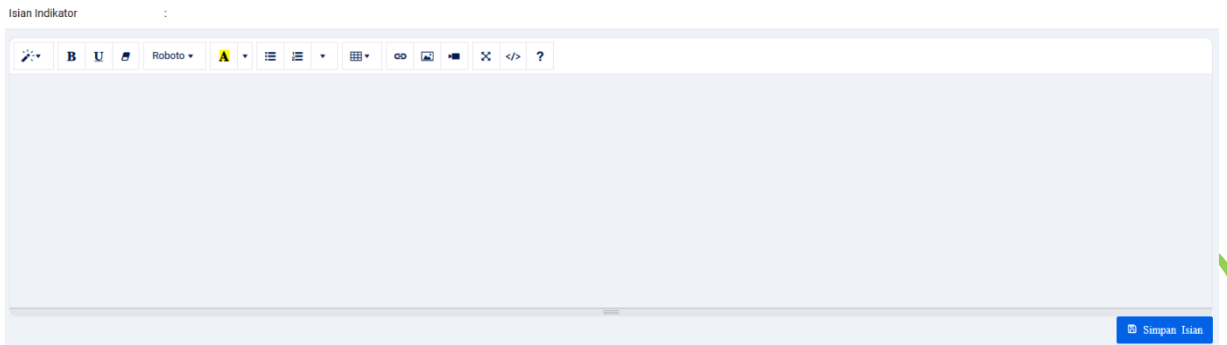 Isian Indikator :
B U Roboto A </> ?
Simpan Isian